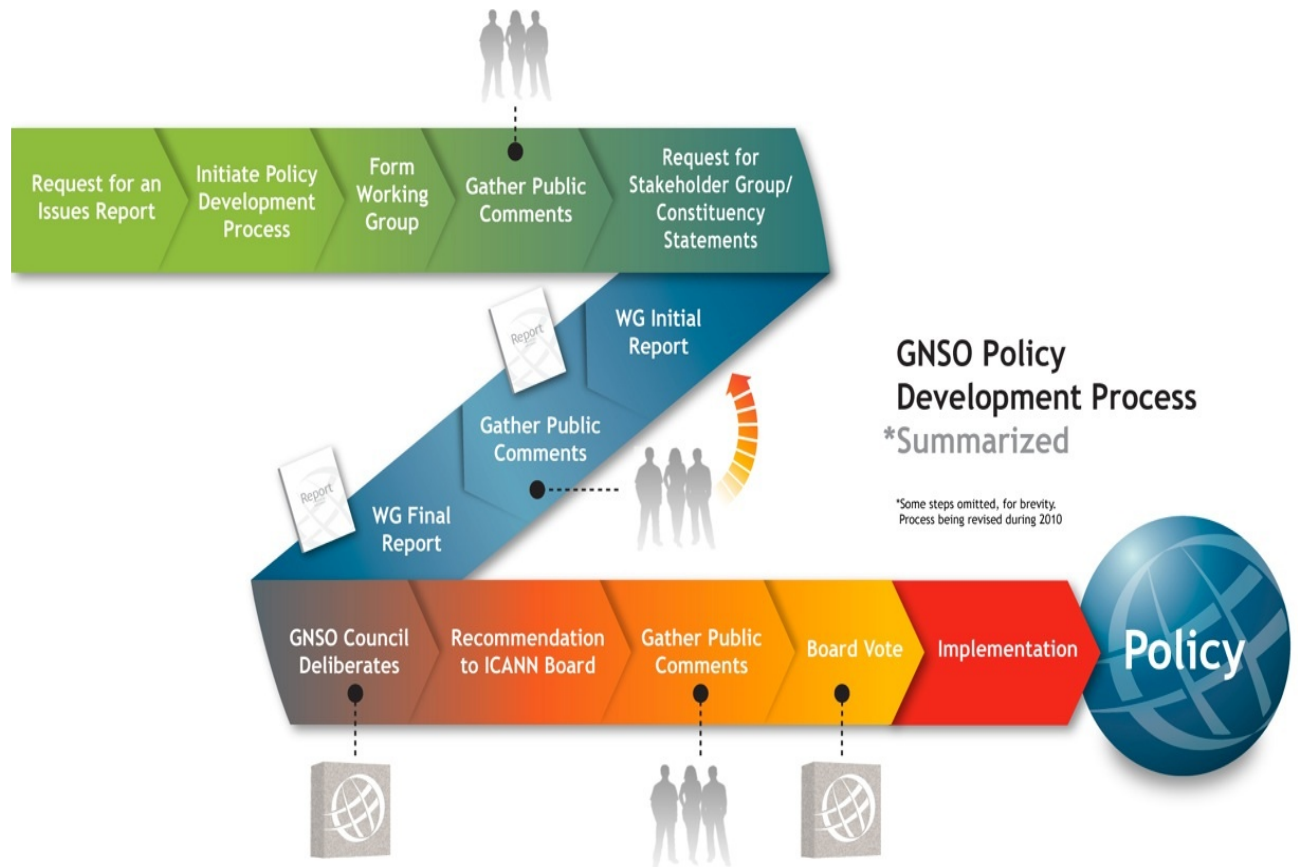 Request for an
Issues Report
Initiate Policy
Development
Process
Form
Working
Group
Gather Public
Comments
Request for
Stakeholder Group/
Constituency
Statements
Report
WG Initial
Report
Gather Public
Comments
Report
WG Final
Report
GNSO Policy
Development Process
*Summarized
*Some steps omitted, for brevity.
Process being revised during 2010
GNSO Council
Deliberates
Recommendation
to ICANN Board
Gather Public
Comments
Board Vote
Implementation
Policy